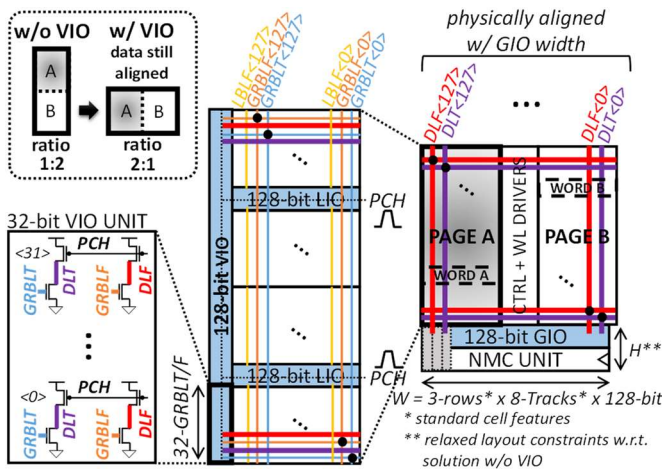 w/o VIO
w/ VIO
data still
aligned
A
B
A
B
ratio
1:2
ratio
2:1
32-bit VIO UNIT
<31>
PCH
GRBLT
DLT
GRBLF
DLF
<0>
PCH
GRBLT
DLT
GRBLF
DLF
LBLF<127>
GRBLF<127>
GRBLT<127>
LBLF<0>
GRBLF<0>
GRBLT<0>
128-bit VIO
128-bit LIO
PCH
128-bit LIO
PCH
32-GRBLT/F
physically aligned
w/ GIO width
DLF<127>
DLT<127>
DLF<0>
DLT<0>
PAGE A
WORD A
CTRL + WL DRIVERS
WORD B
PAGE B
128-bit GIO
NMC UNIT
H**
W = 3-rows* x 8-Tracks* x 128-bit
* standard cell features
** relaxed layout constraints w.r.t.
solution w/o VIO